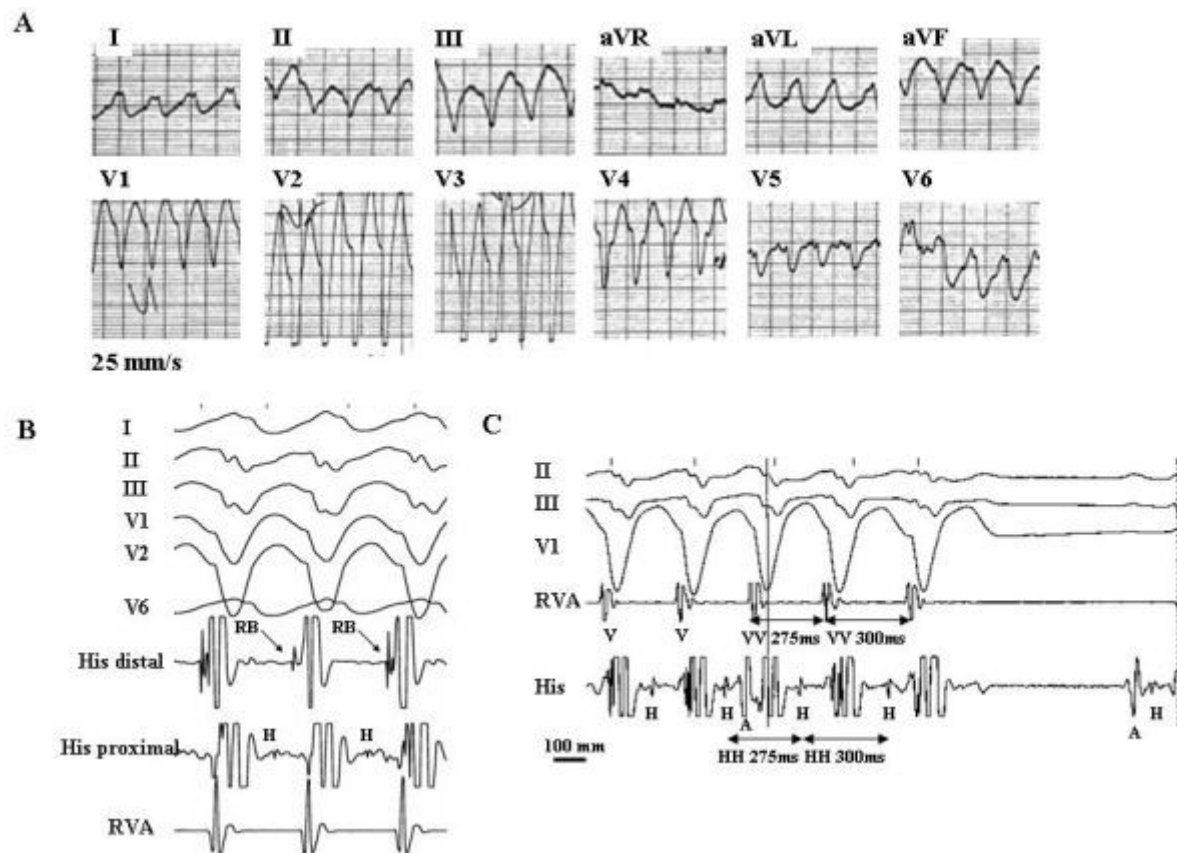 A
I II III aVR aVL aVF
V1 V2 V3 V4 V5 V6
25 mm/s
B
I
II
III
V1
V2
V6
RB RB
His distal
H H
His proximal
RVA
C
II
III
V1
RVA
V V VV 275ms VV 300ms
His
H H A H H A H
100 mm
HH 275ms HH 300ms